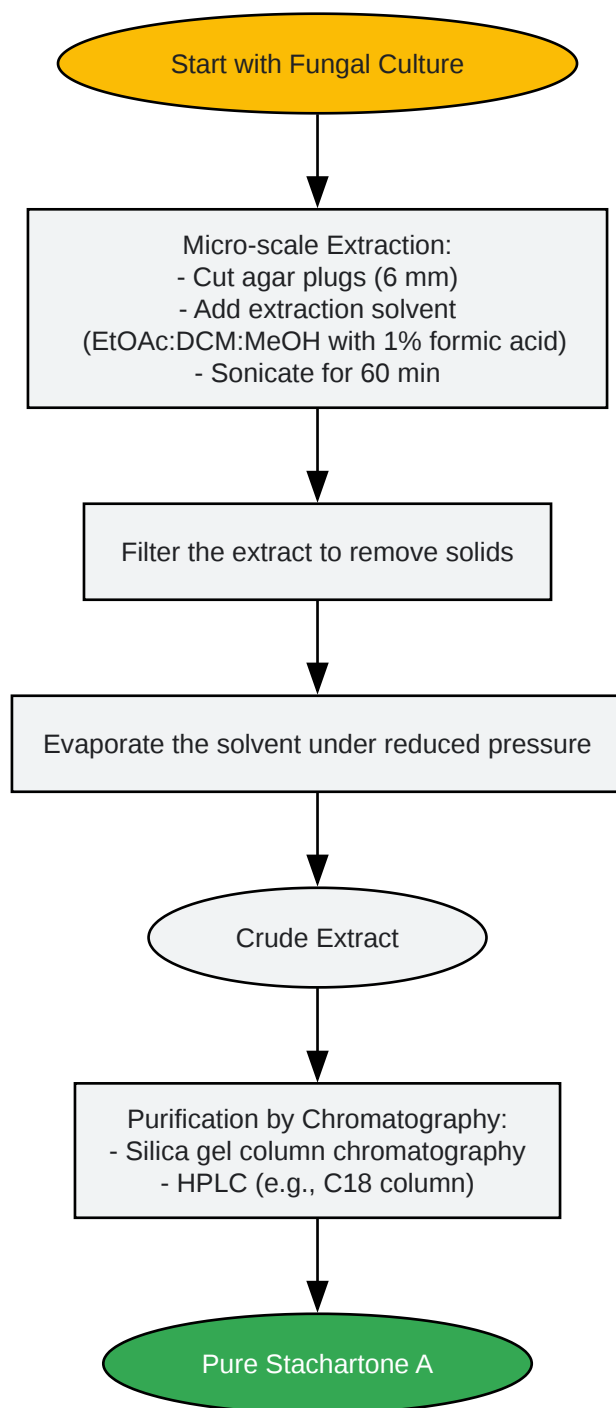 Start with Fungal Culture
Micro-scale Extraction:
- Cut agar plugs (6 mm)
- Add extraction solvent
(EtOAc:DCM:MeOH with 1% formic acid)
- Sonicate for 60 min
Filter the extract to remove solids
Evaporate the solvent under reduced pressure
Crude Extract
Purification by Chromatography:
- Silica gel column chromatography
- HPLC (e.g., C18 column)
Pure Stachartone A